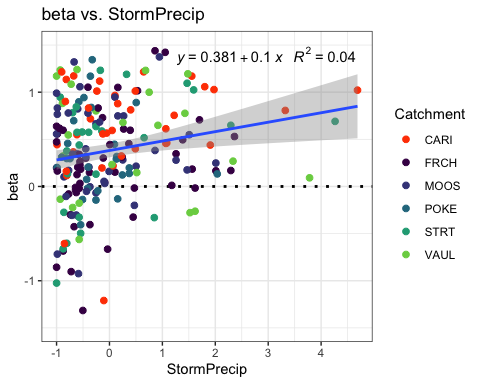 beta vs. StormPrecip
y = 0.381 + 0.1 x R² = 0.04
1
0
-1
beta
-1 0 1 2 3 4
StormPrecip
Catchment
CARI
FRCH
MOOS
POKE
STRT
VAUL